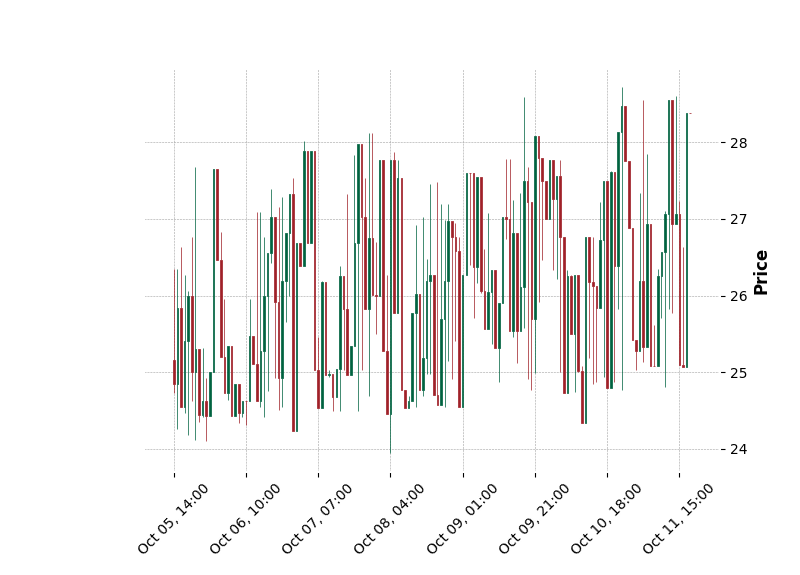 28
27
Price
26
25
24
Oct 05, 14:00
Oct 06, 10:00
Oct 07, 07:00
Oct 08, 04:00
Oct 09, 01:00
Oct 09, 21:00
Oct 10, 18:00
Oct 11, 15:00